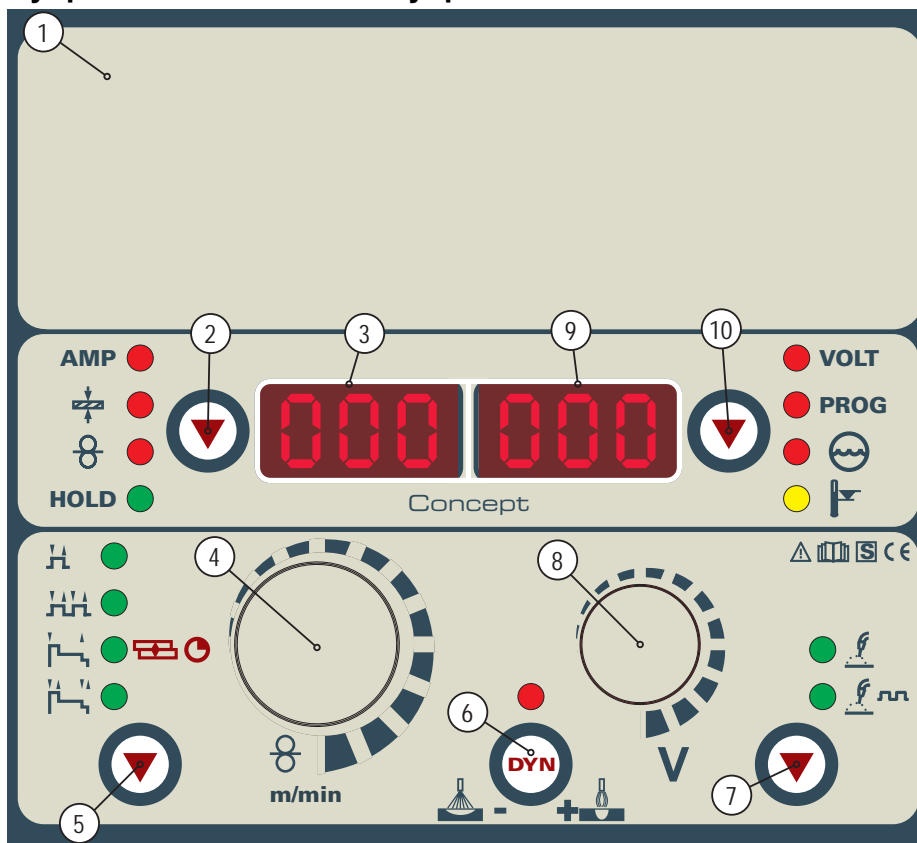 1
2
3
9
10
AMP
VOLT
PROG
HOLD
000 000
Concept
4
8
S CE
6
DYN
m/min
- +
V
5
7